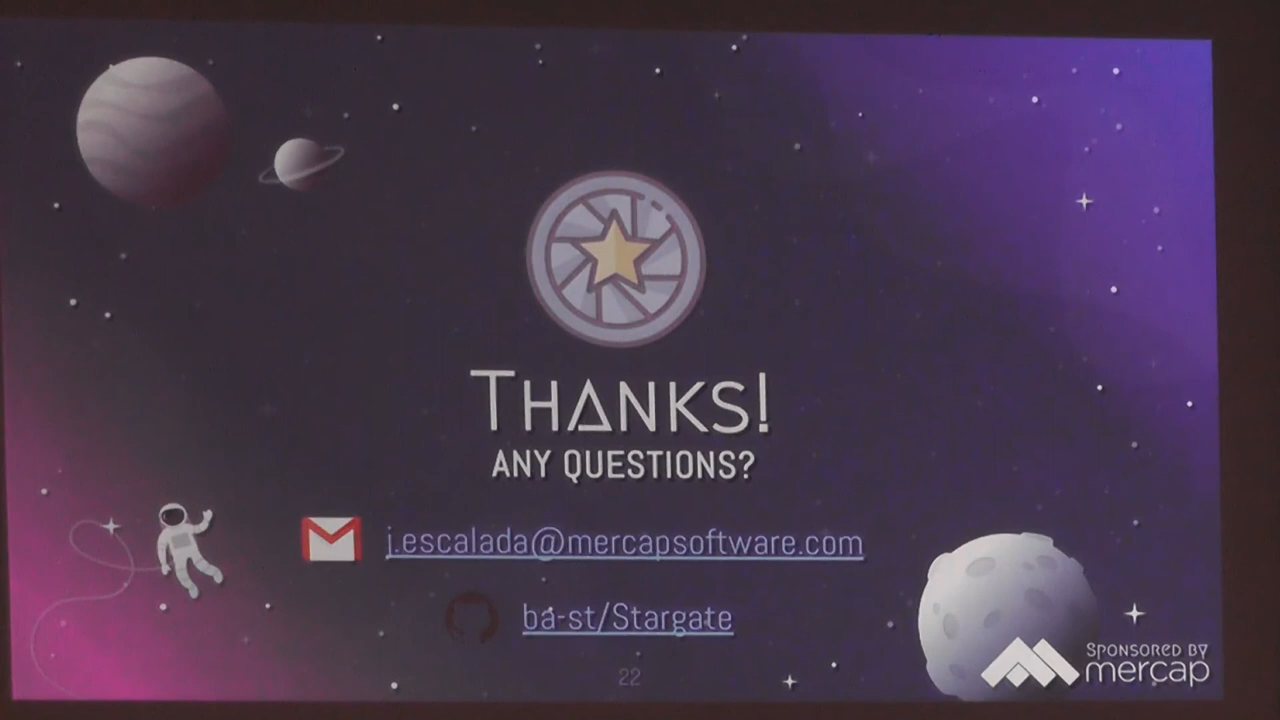 THANKS!
ANY QUESTIONS?
j.escalada@mercapsoftware.com
ba-st/Stargate
22
SPONSORED BY
mercap